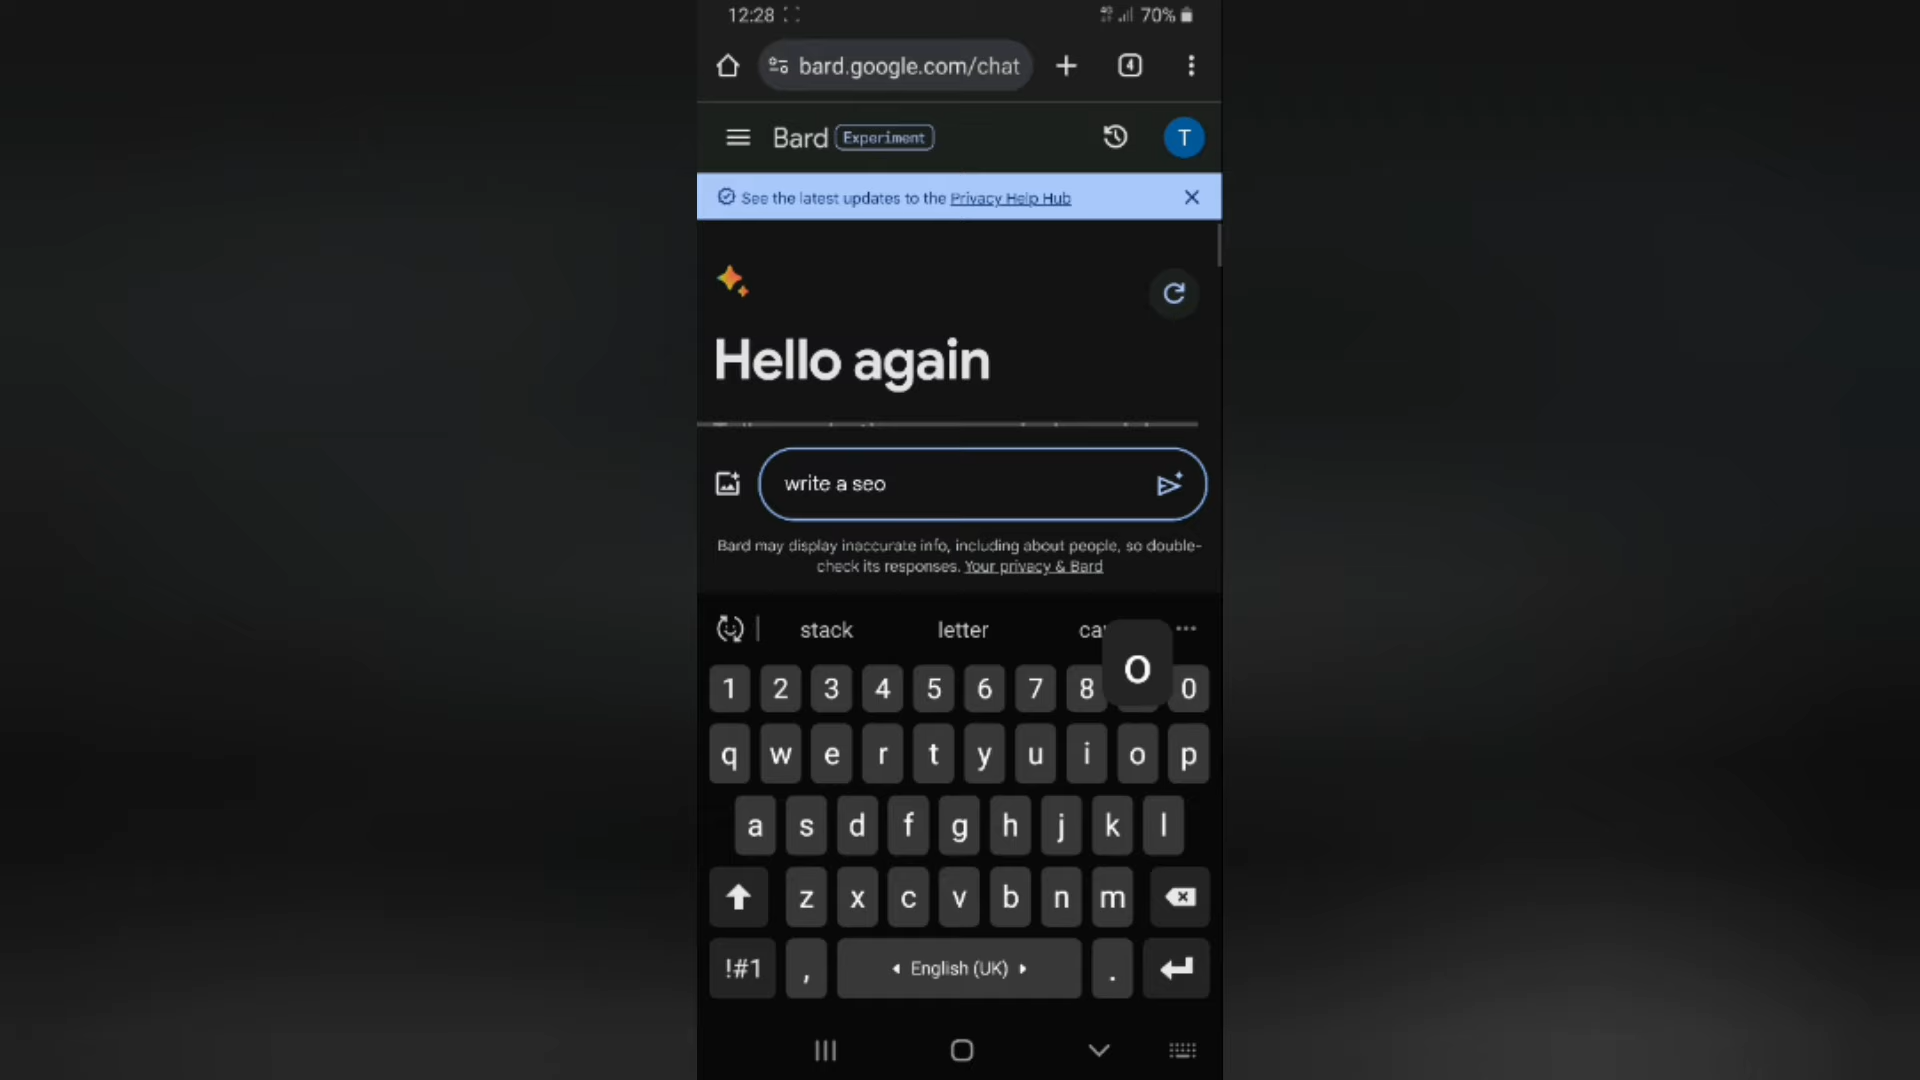 12:28 70%
bard.google.com/chat 4
Bard Experiment T
See the latest updates to the Privacy Help Hub
Hello again
write a seo
Bard may display inaccurate info, including about people, so double-
check its responses. Your privacy & Bard
stack letter
o
1 2 3 4 5 6 7 8 0
q w e r t y u i o p
a s d f g h j k l
z x c v b n m
!#1 , English (UK) .